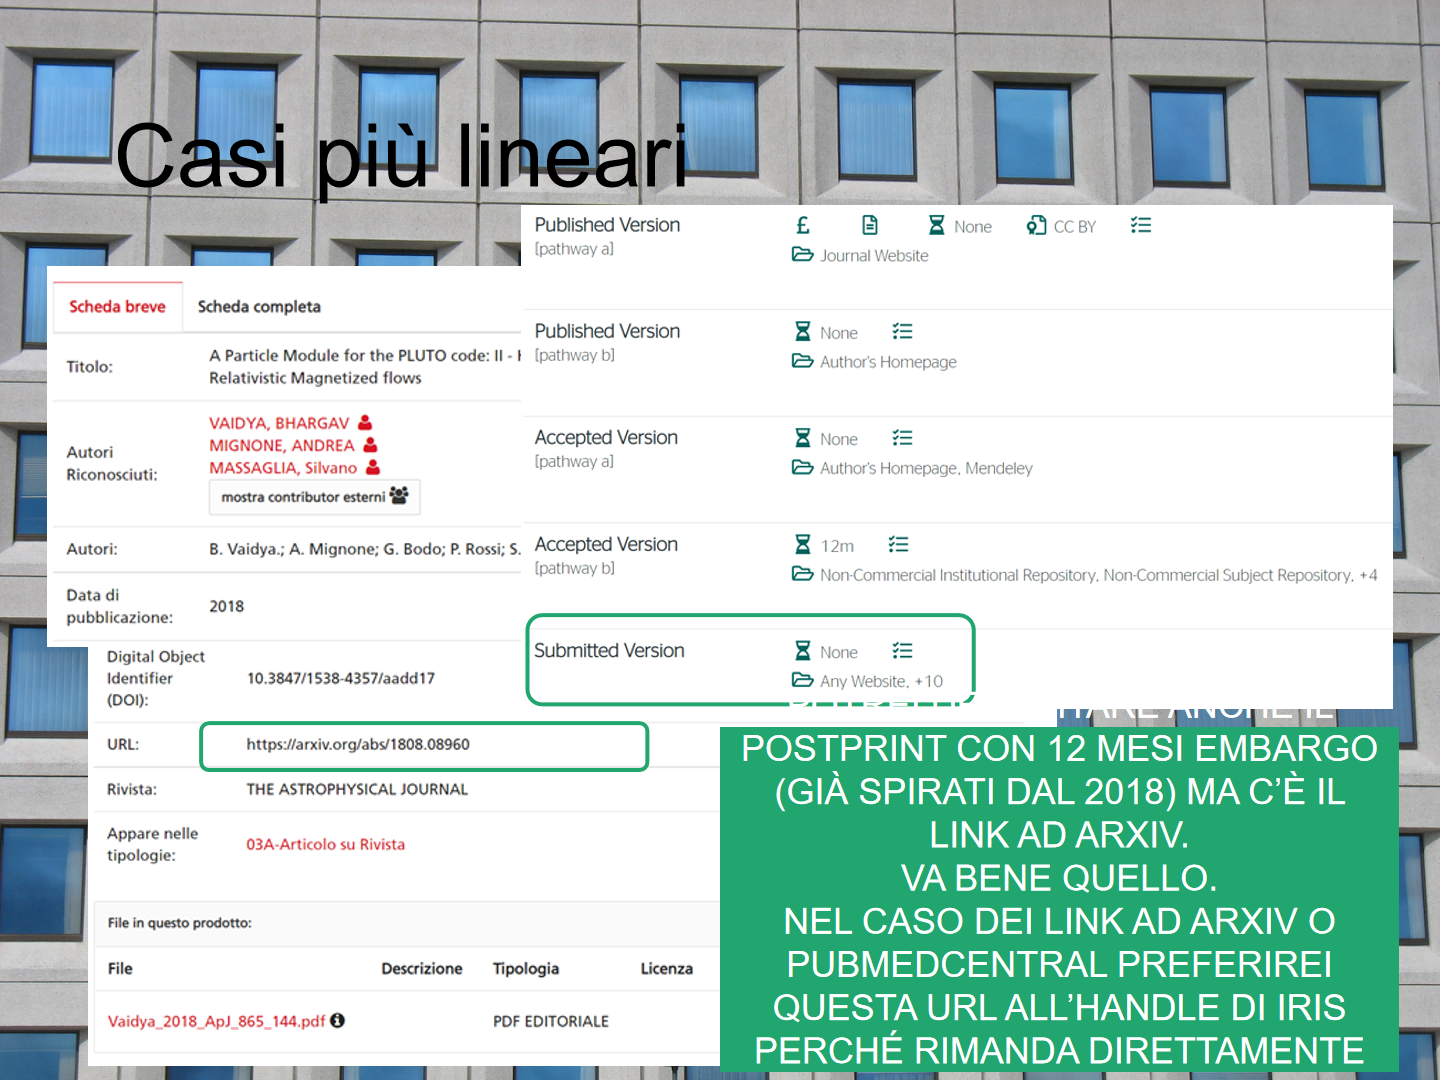 Casi più lineari
Scheda breve Scheda completa
Titolo: A Particle Module for the PLUTO code: II -
Relativistic Magnetized flows
Autori Riconosciuti:
VAIDYA, BHARGAV
MIGNONE, ANDREA
MASSAGLIA, Silvano
mostra contributor esterni
Autori: B. Vaidya.; A. Mignone; G. Bodo; P. Rossi; S.
Data di pubblicazione: 2018
Digital Object Identifier (DOI): 10.3847/1538-4357/aadd17
URL: https://arxiv.org/abs/1808.08960
Rivista: THE ASTROPHYSICAL JOURNAL
Appare nelle tipologie: 03A-Articolo su Rivista
File in questo prodotto:
File Descrizione Tipologia Licenza
Vaidya_2018_ApJ_865_144.pdf PDF EDITORIALE
Published Version £ None CC BY
[pathway a] Journal Website
Published Version None
[pathway b] Author's Homepage
Accepted Version None
[pathway a] Author's Homepage, Mendeley
Accepted Version 12m
[pathway b] Non-Commercial Institutional Repository, Non-Commercial Subject Repository, +4
Submitted Version None
Any Website, +10
ANCHE IL
POSTPRINT CON 12 MESI EMBARGO
(GIÀ SPIRATI DAL 2018) MA C’È IL
LINK AD ARXIV.
VA BENE QUELLO.
NEL CASO DEI LINK AD ARXIV O
PUBMEDCENTRAL PREFERIREI
QUESTA URL ALL’HANDLE DI IRIS
PERCHÉ RIMANDA DIRETTAMENTE